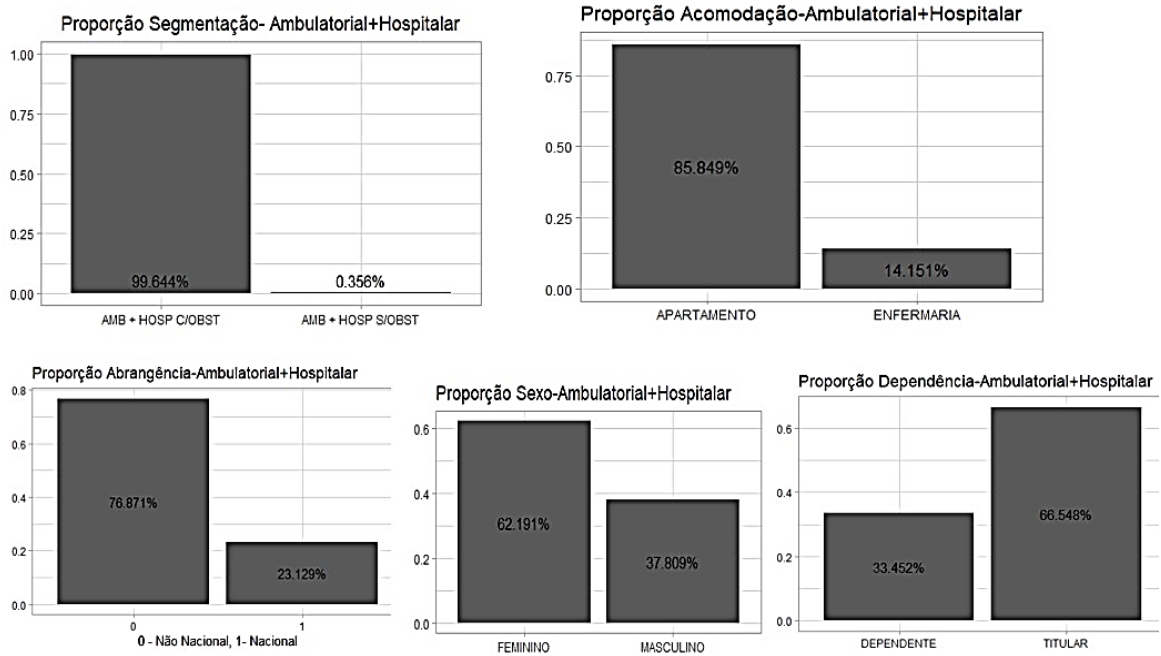 Proporção Segmentação- Ambulatorial+Hospitalar
1.00
0.75
0.50
0.25
0.00
99.644%
0.356%
AMB + HOSP C/OBST
AMB + HOSP S/OBST
Proporção Acomodação-Ambulatorial+Hospitalar
0.75
0.50
0.25
0.00
85.849%
14.151%
APARTAMENTO
ENFERMARIA
Proporção Abrangência-Ambulatorial+Hospitalar
0.8
0.6
0.4
0.2
0.0
76.871%
23.129%
0
1
0 - Não Nacional, 1- Nacional
Proporção Sexo-Ambulatorial+Hospitalar
0.6
0.4
0.2
0.0
62.191%
37.809%
FEMININO
MASCULINO
Proporção Dependência-Ambulatorial+Hospitalar
0.6
0.4
0.2
0.0
33.452%
66.548%
DEPENDENTE
TITULAR